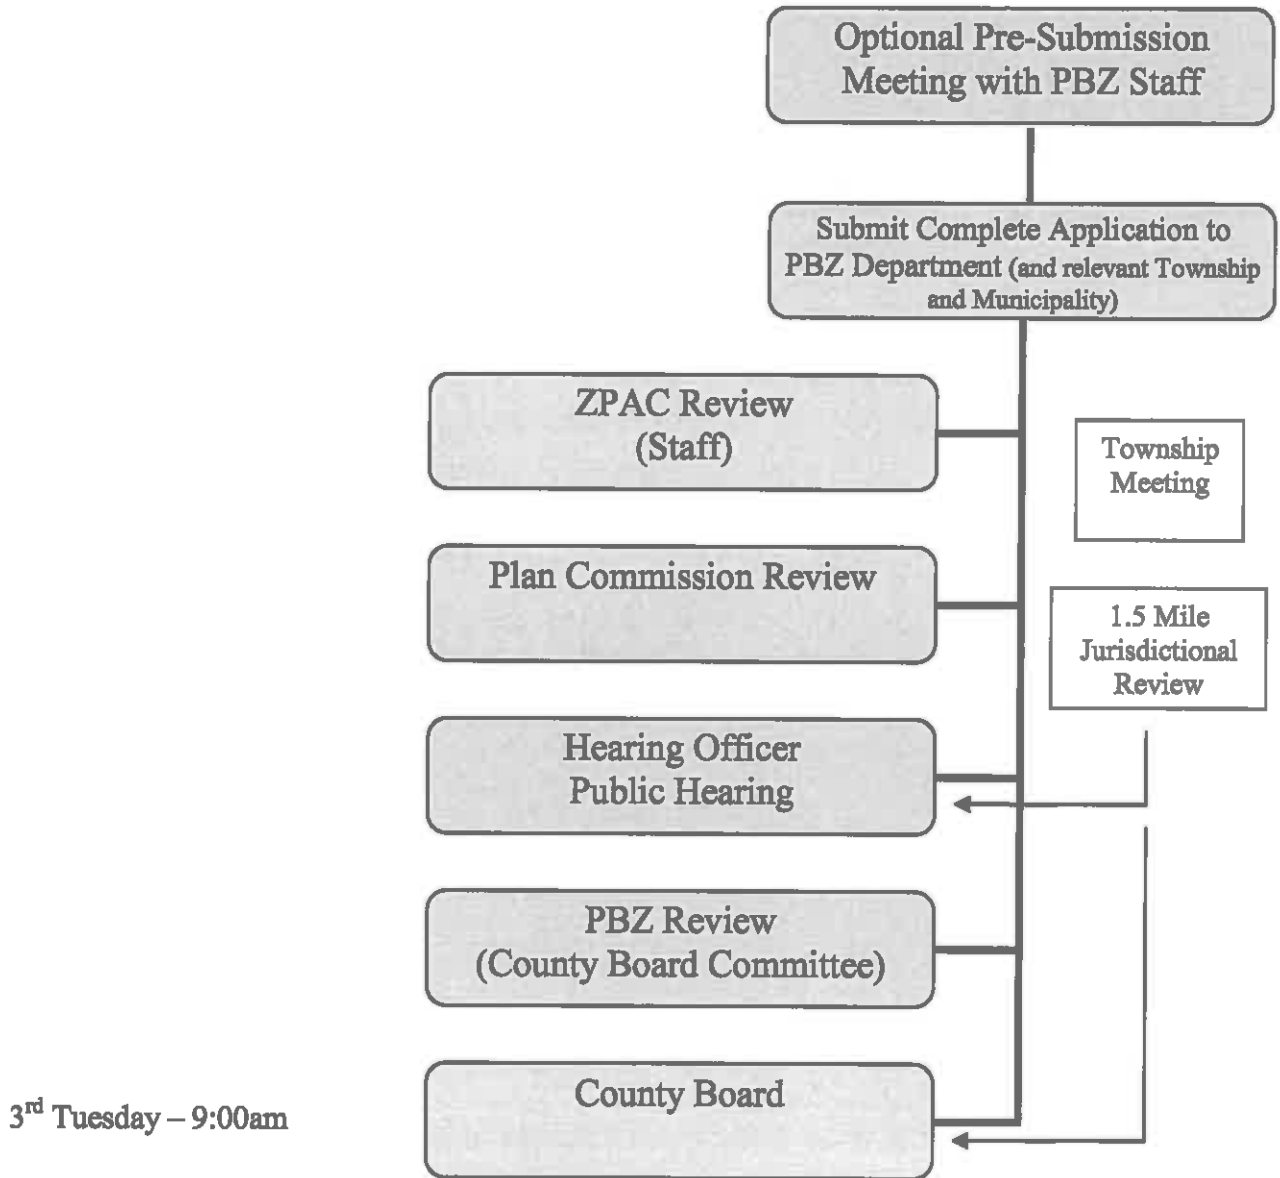 Optional Pre-Submission
Meeting with PBZ Staff
Submit Complete Application to
PBZ Department (and relevant Township
and Municipality)
ZPAC Review
(Staff)
Township
Meeting
Plan Commission Review
1.5 Mile
Jurisdictional
Review
Hearing Officer
Public Hearing
PBZ Review
(County Board Committee)
County Board
3rd Tuesday – 9:00am